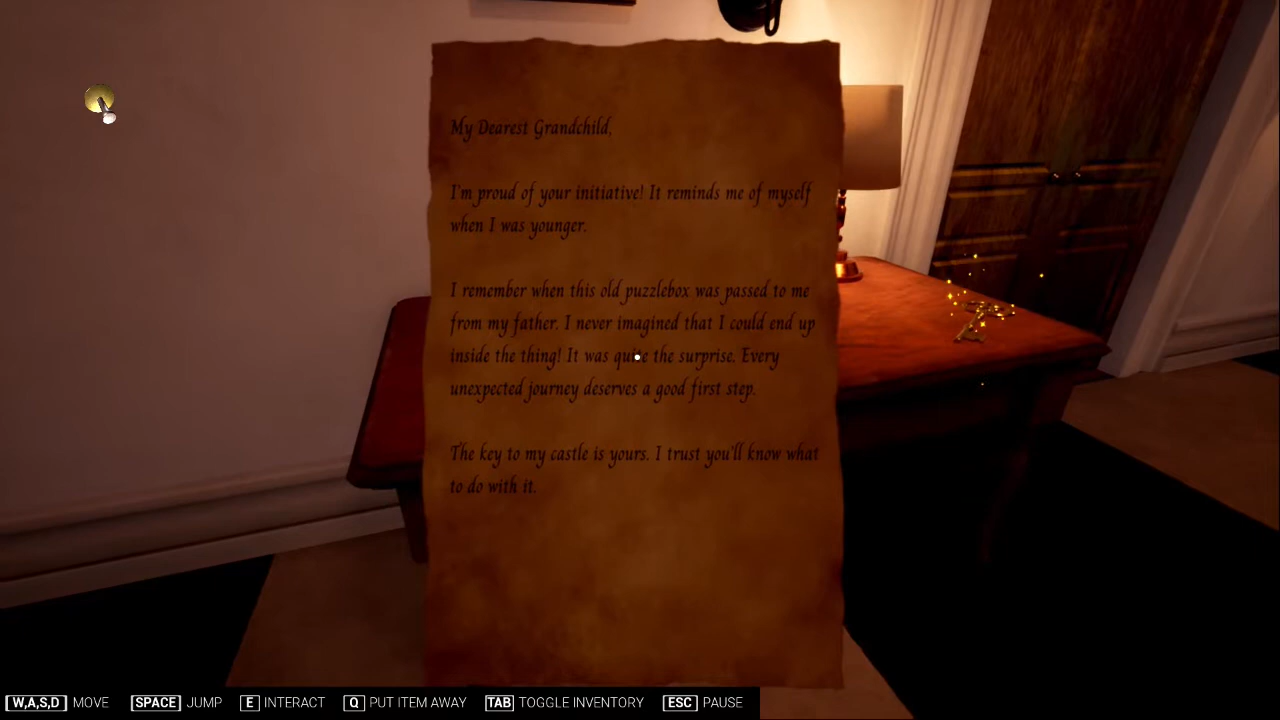 My Dearest Grandchild,
I'm proud of your initiative! It reminds me of myself
when I was younger.
I remember when this old puzzlebox was passed to me
from my father. I never imagined that I could end up
inside the thing! It was quite the surprise. Every
unexpected journey deserves a good first step.
The key to my castle is yours. I trust you'll know what
to do with it.
W,A,S,D MOVE SPACE JUMP E INTERACT Q PUT ITEM AWAY TAB TOGGLE INVENTORY ESC PAUSE